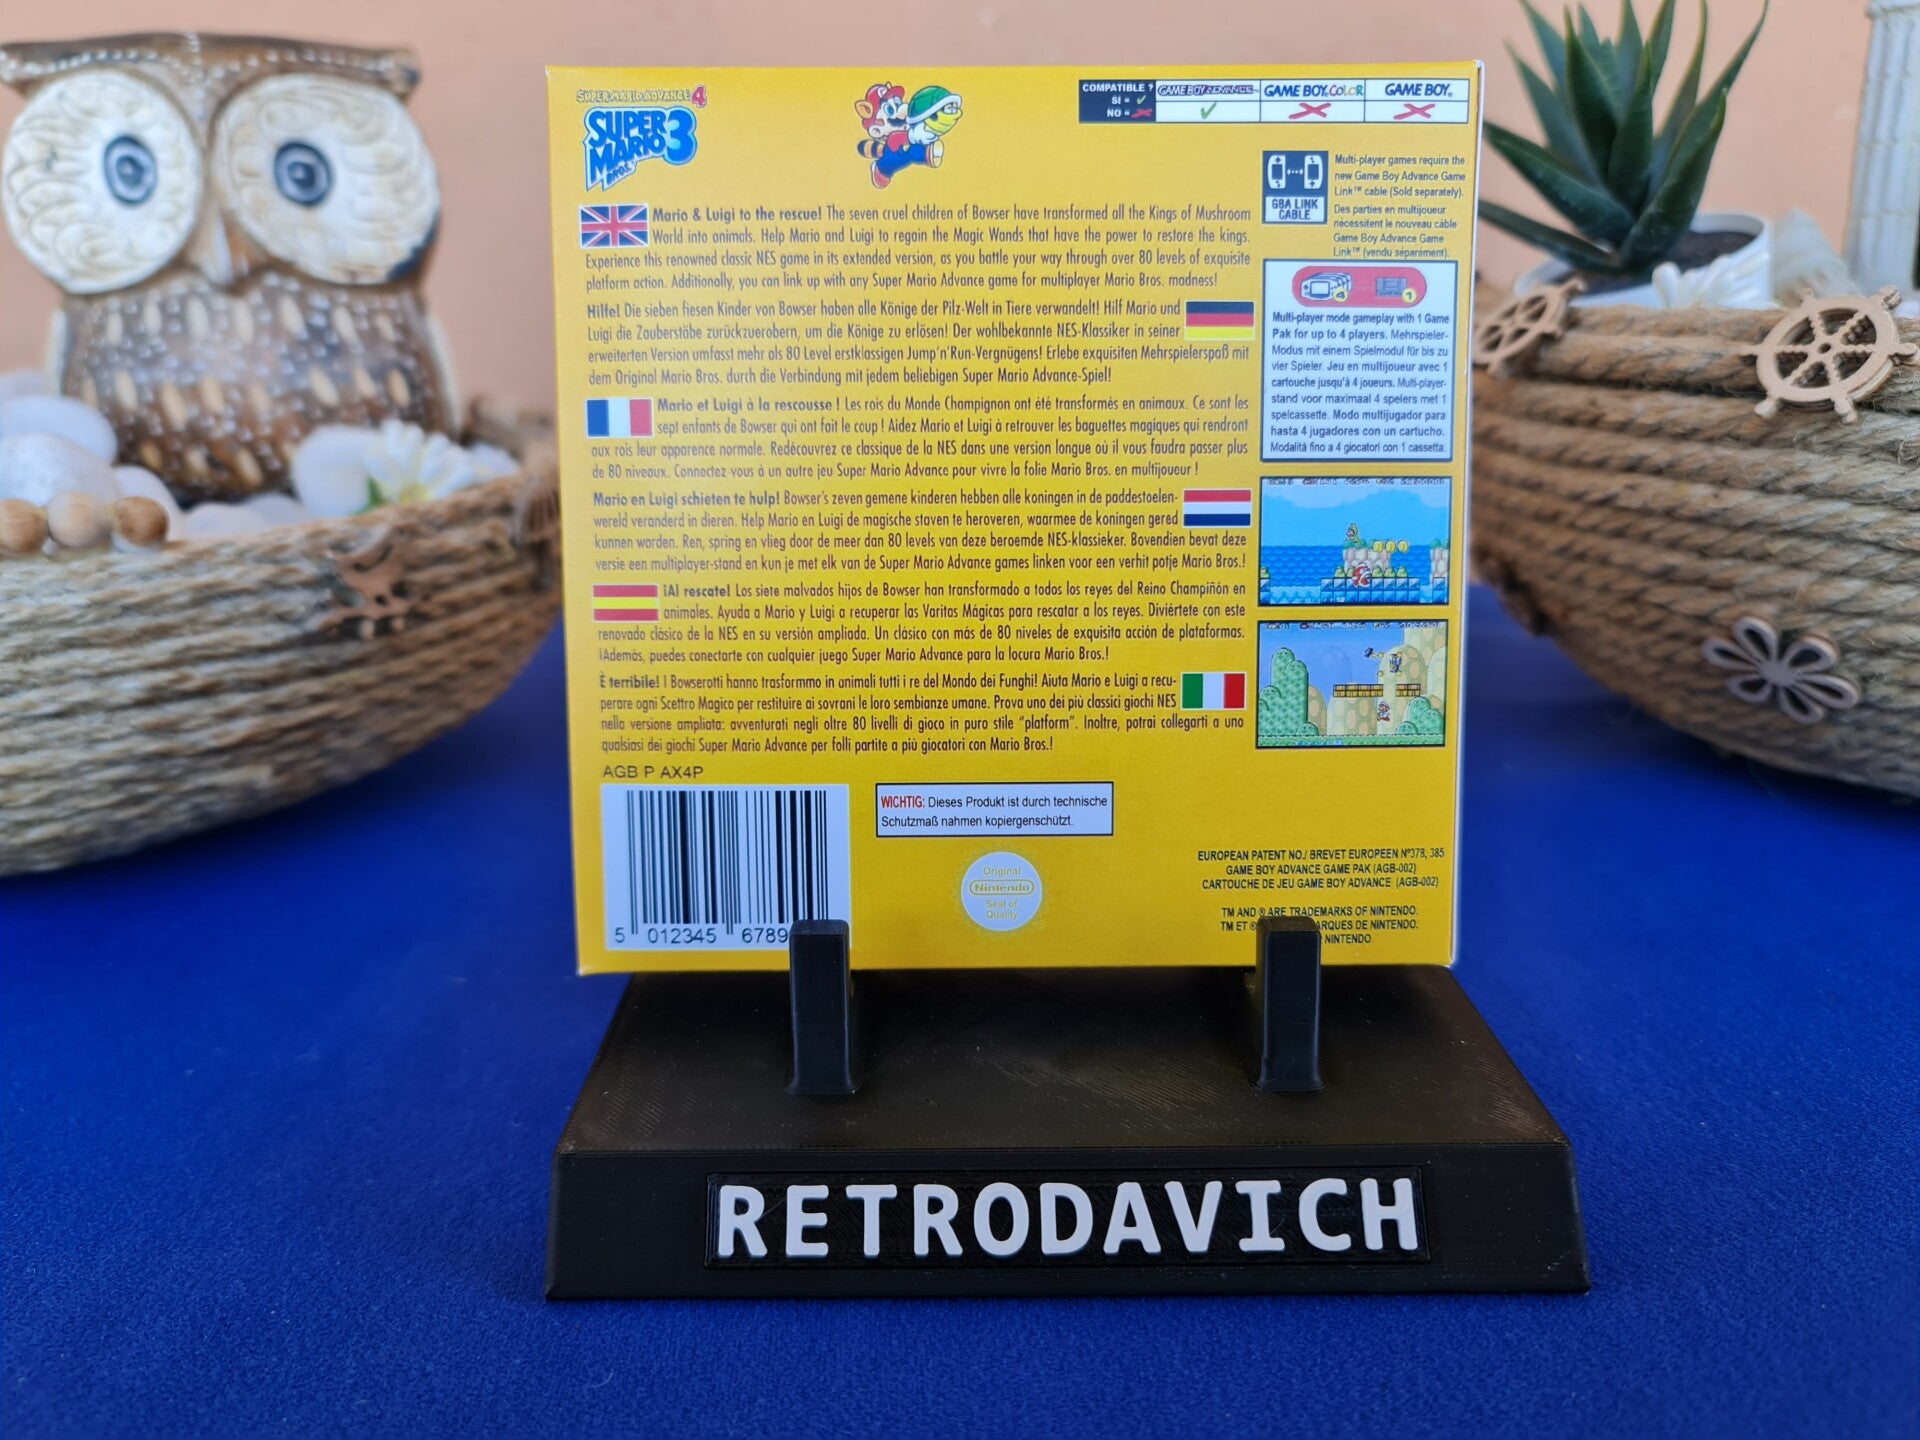 SUPER MARIO ADVANCE 4
SUPER
MARIO 3
BROS.
COMPATIBLE ?
SI =
NO =
GAME BOY ADVANCE
GAME BOY COLOR
GAME BOY
GBA LINK
CABLE
Multi-player games require the
new Game Boy Advance Game
Link™ cable (Sold separately).
Des parties en multijoueur
nécessitent le nouveau câble
Game Boy Advance Game
Link™ (vendu séparément).
Mario & Luigi to the rescue! The seven cruel children of Bowser have transformed all the Kings of Mushroom
World into animals. Help Mario and Luigi to regain the Magic Wands that have the power to restore the kings.
Experience this renowned classic NES game in its extended version, as you battle your way through over 80 levels of exquisite
platform action. Additionally, you can link up with any Super Mario Advance game for multiplayer Mario Bros. madness!
Hilfe! Die sieben fiesen Kinder von Bowser haben alle Könige der Pilz-Welt in Tiere verwandelt! Hilf Mario und
Luigi die Zauberstäbe zurückzuerobern, um die Könige zu erlösen! Der wohlbekannte NES-Klassiker in seiner
erweiterten Version umfasst mehr als 80 Level erstklassigen Jump'n'Run-Vergnügens! Erlebe exquisiten Mehrspielerspaß mit
dem Original Mario Bros. durch die Verbindung mit jedem beliebigen Super Mario Advance-Spiel!
Mario et Luigi à la rescousse ! Les rois du Monde Champignon ont été transformés en animaux. Ce sont les
sept enfants de Bowser qui ont fait le coup ! Aidez Mario et Luigi à retrouver les baguettes magiques qui rendront
aux rois leur apparence normale. Redécouvrez ce classique de la NES dans une version longue où il vous faudra passer plus
de 80 niveaux. Connectez-vous à un autre jeu Super Mario Advance pour vivre la folie Mario Bros. en multijoueur !
Mario en Luigi schieten te hulp! Bowser's zeven gemene kinderen hebben alle koningen in de paddestoelen-
wereld veranderd in dieren. Help Mario en Luigi de magische staven te heroveren, waarmee de koningen gered
kunnen worden. Ren, spring en vlieg door de meer dan 80 levels van deze beroemde NES-klassieker. Bovendien bevat deze
versie een multiplayer-stand en kun je met elk van de Super Mario Advance games linken voor een verhit potje Mario Bros.!
¡Al rescate! Los siete malvados hijos de Bowser han transformado a todos los reyes del Reino Champiñón en
animales. Ayuda a Mario y Luigi a recuperar las Varitas Mágicas para rescatar a los reyes. Diviértete con este
renovado clásico de la NES en su versión ampliada. Un clásico con más de 80 niveles de exquisita acción de plataformas.
¡Además, puedes conectarte con cualquier juego Super Mario Advance para la locura Mario Bros.!
È terribile! I Bowserotti hanno trasformmo in animali tutti i re del Mondo dei Funghi! Aiuta Mario e Luigi a recu-
perare ogni Scettro Magico per restituire ai sovrani le loro sembianze umane. Prova uno dei più classici giochi NES
nella versione ampliata: avventurati negli oltre 80 livelli di gioco in puro stile "platform". Inoltre, potrai collegarti a uno
qualsiasi dei giochi Super Mario Advance per folli partite a più giocatori con Mario Bros.!
4
1
Multi-player mode gameplay with 1 Game
Pak for up to 4 players. Mehrspieler-
Modus mit einem Spielmodul für bis zu
vier Spieler. Jeu en multijoueur avec 1
cartouche jusqu'à 4 joueurs. Multi-player-
stand voor maximaal 4 spelers met 1
spelcassette. Modo multijugador para
hasta 4 jugadores con un cartucho.
Modalità fino a 4 giocatori con 1 cassetta.
AGB P AX4P
5 012345 6789
WICHTIG: Dieses Produkt ist durch technische
Schutzmaß nahmen kopiergenschützt.
Original
Nintendo
Seal of
Quality
EUROPEAN PATENT NO./ BREVET EUROPEEN Nº378, 385
GAME BOY ADVANCE GAME PAK (AGB-002)
CARTOUCHE DE JEU GAME BOY ADVANCE (AGB-002)
TM AND ® ARE TRADEMARKS OF NINTENDO.
TM ET ® ARQUES DE NINTENDO.
NINTENDO
RETRODAVICH